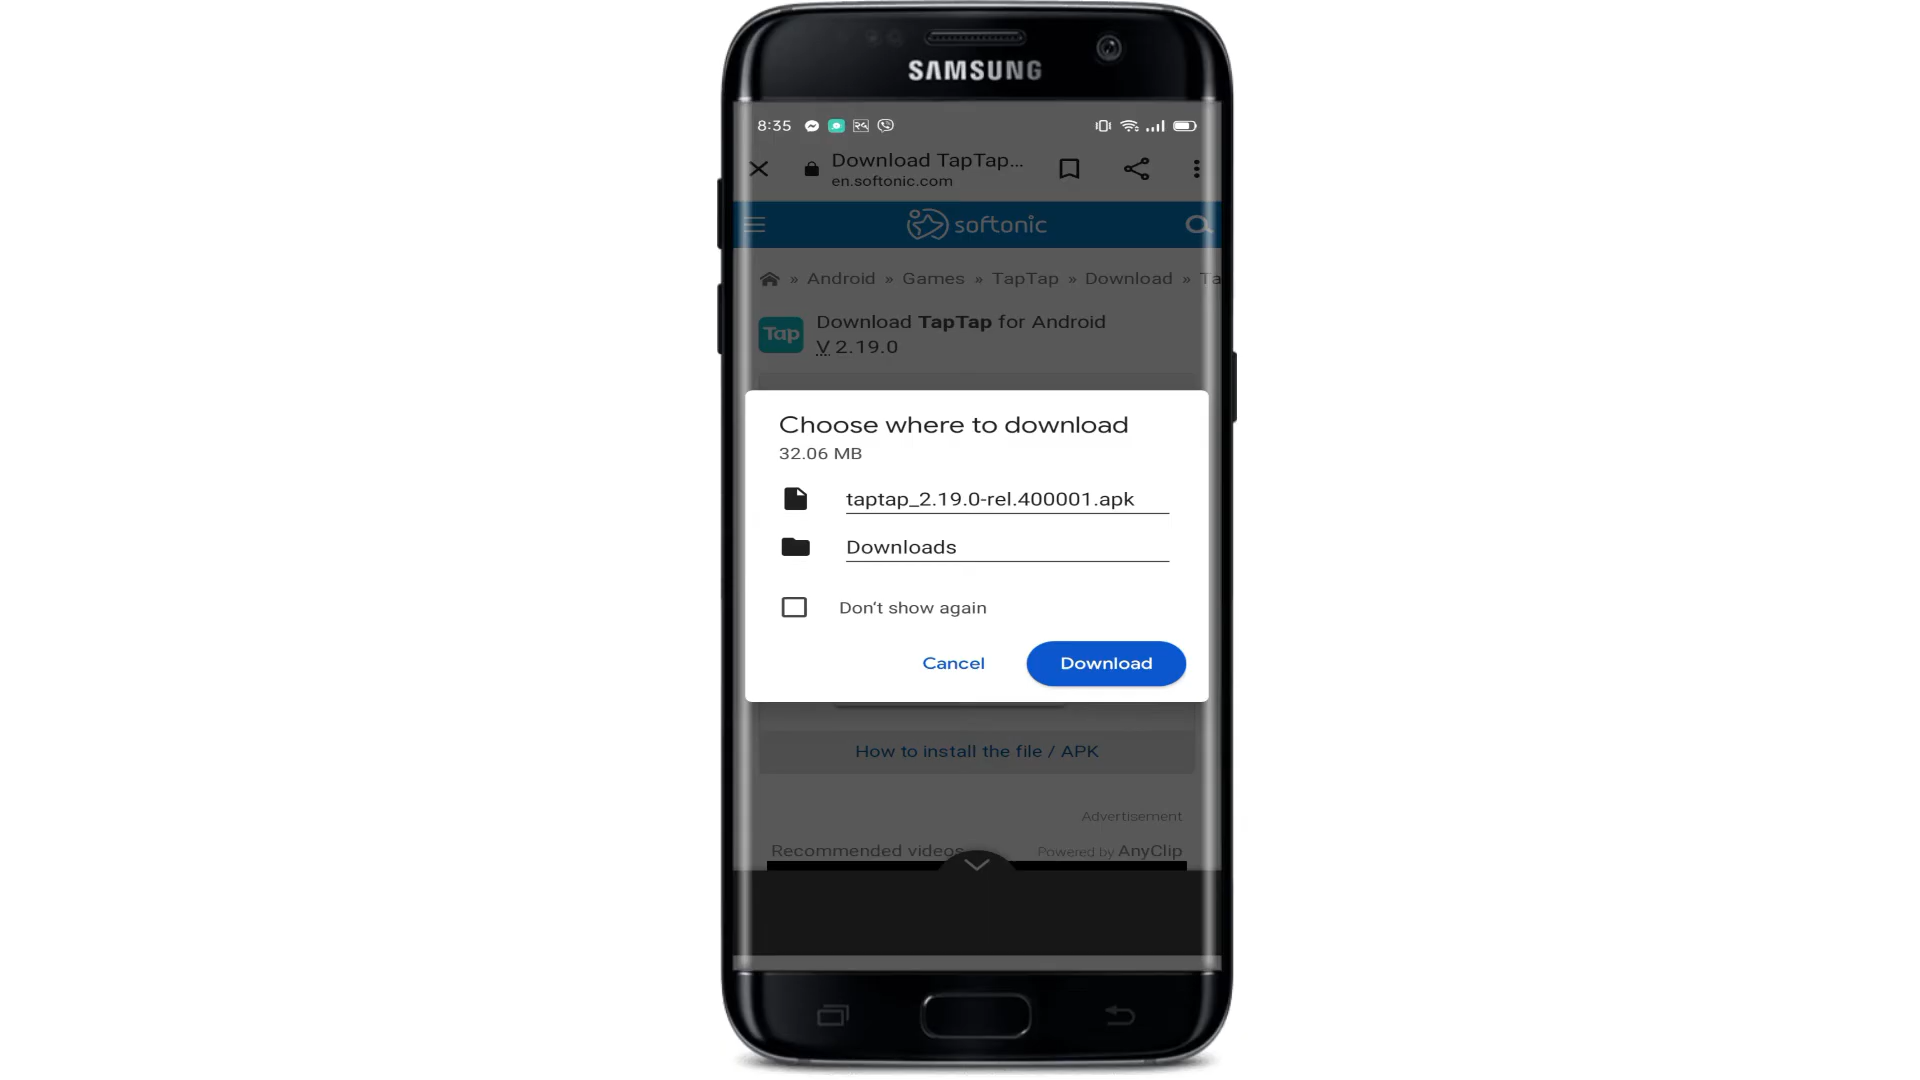 SAMSUNG
8:35
Download TapTap...
en.softonic.com
softonic
» Android » Games » TapTap » Download » Ta
Tap
Download TapTap for Android
V 2.19.0
Choose where to download
32.06 MB
taptap_2.19.0-rel.400001.apk
Downloads
Don't show again
Cancel
Download
How to install the file / APK
Advertisement
Recommended videos
Powered by AnyClip